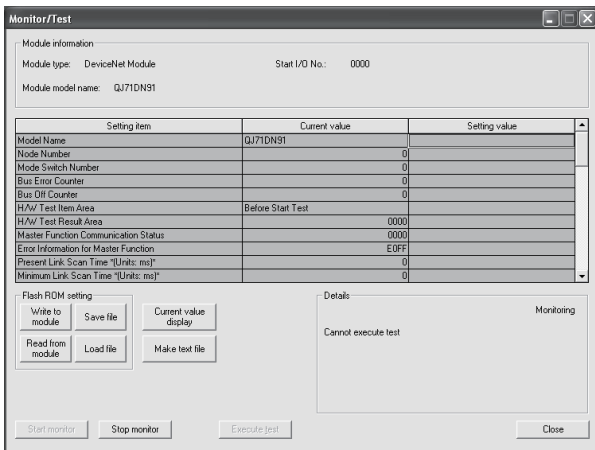 Monitor/Test
Module information
Module type: DeviceNet Module Start I/O No.: 0000
Module model name: QJ71DN91
Setting item Current value Setting value
Model Name QJ71DN91
Node Number 0
Mode Switch Number 0
Bus Error Counter 0
Bus Off Counter 0
H/W Test Item Area Before Start Test
H/W Test Result Area 0000
Master Function Communication Status 0000
Error Information for Master Function E0FF
Present Link Scan Time "(Units: ms)" 0
Minimum Link Scan Time "(Units: ms)" 0
Flash ROM setting
Write to module
Save file
Current value display
Read from module
Load file
Make text file
Details
Monitoring
Cannot execute test
Start monitor Stop monitor Execute test Close